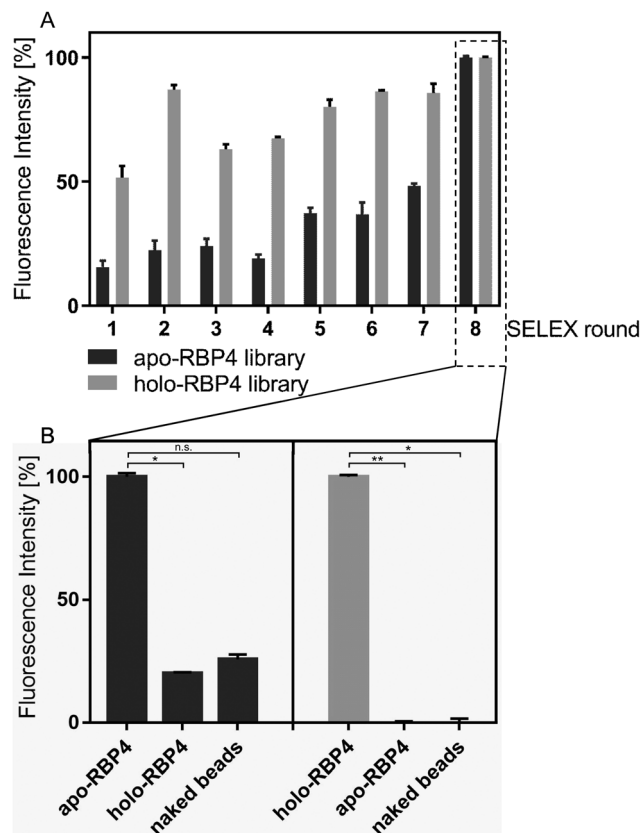 A
Fluorescence Intensity [%]
100
50
0
1 2 3 4 5 6 7 8 SELEX round
apo-RBP4 library
holo-RBP4 library
B
Fluorescence Intensity [%]
100
50
0
n.s.
*
*
**
apo-RBP4
holo-RBP4
naked beads
holo-RBP4
apo-RBP4
naked beads